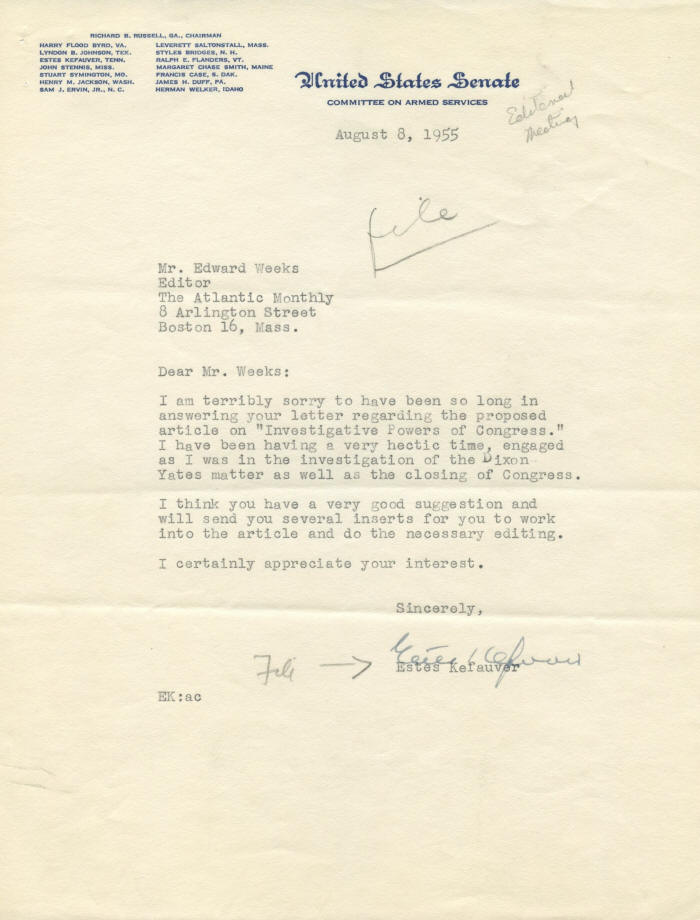 RICHARD B. RUSSELL, GA., CHAIRMAN
HARRY FLOOD BYRD, VA.
LYNDON B. JOHNSON, TEX.
ESTES KEFAUVER, TENN.
JOHN STENNIS, MISS.
STUART SYMINGTON, MO.
HENRY M. JACKSON, WASH.
SAM J. ERVIN, JR., N. C.
LEVERETT SALTONSTALL, MASS.
STYLES BRIDGES, N. H.
RALPH E. FLANDERS, VT.
MARGARET CHASE SMITH, MAINE
FRANCIS CASE, S. DAK.
JAMES H. DUFF, PA.
HERMAN WELKER, IDAHO
United States Senate
COMMITTEE ON ARMED SERVICES
Editorial
Meeting
August 8, 1955
file
Mr. Edward Weeks
Editor
The Atlantic Monthly
8 Arlington Street
Boston 16, Mass.
Dear Mr. Weeks:
I am terribly sorry to have been so long in
answering your letter regarding the proposed
article on "Investigative Powers of Congress."
I have been having a very hectic time, engaged
as I was in the investigation of the Dixon-
Yates matter as well as the closing of Congress.
I think you have a very good suggestion and
will send you several inserts for you to work
into the article and do the necessary editing.
I certainly appreciate your interest.
Sincerely,
Estes Kefauver
File →
Estes Kefauver
EK:ac